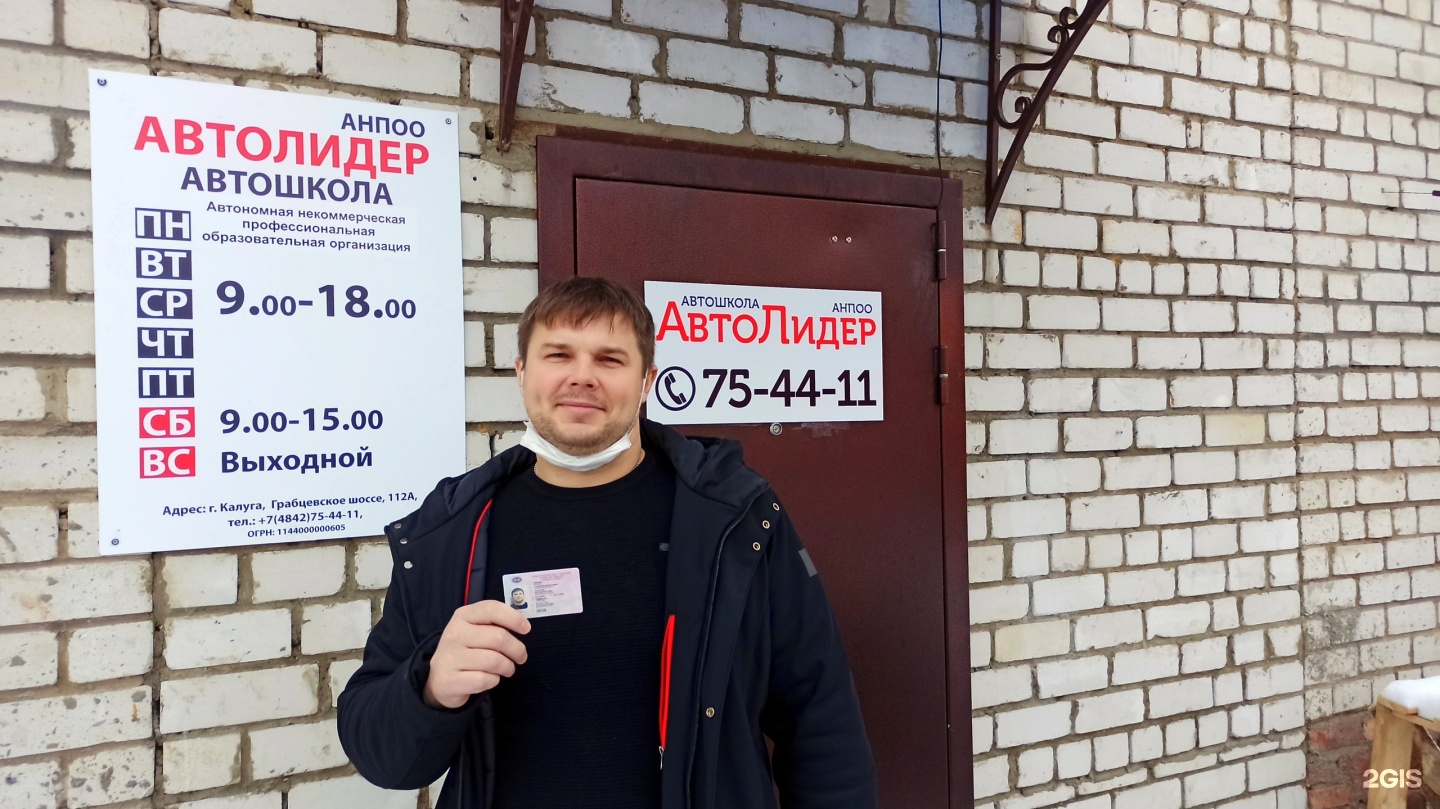 АНПОО
АВТОЛИДЕР
АВТОШКОЛА
Автономная некоммерческая
профессиональная
образовательная организация
ПН
ВТ
СР 9.00-18.00
ЧТ
ПТ
СБ 9.00-15.00
ВС Выходной
Адрес: г. Калуга, Грабцевское шоссе, 112А,
тел.: +7(4842)75-44-11,
ОГРН: 1144000000605
АВТОШКОЛА АНПОО
АВТОЛИДЕР
75-44-11
2GIS